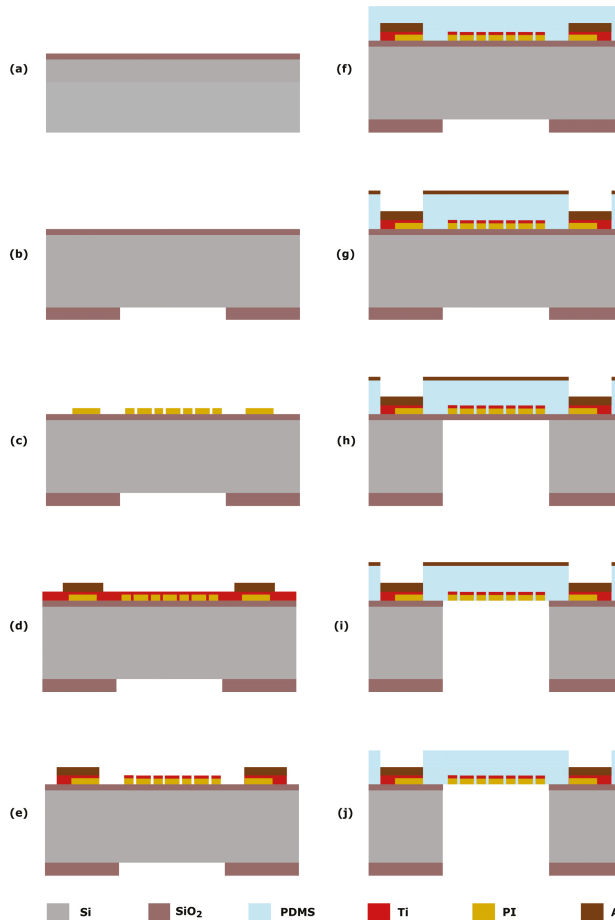 (a)
(b)
(c)
(d)
(e)
(f)
(g)
(h)
(i)
(j)
Si SiO₂ PDMS Ti PI